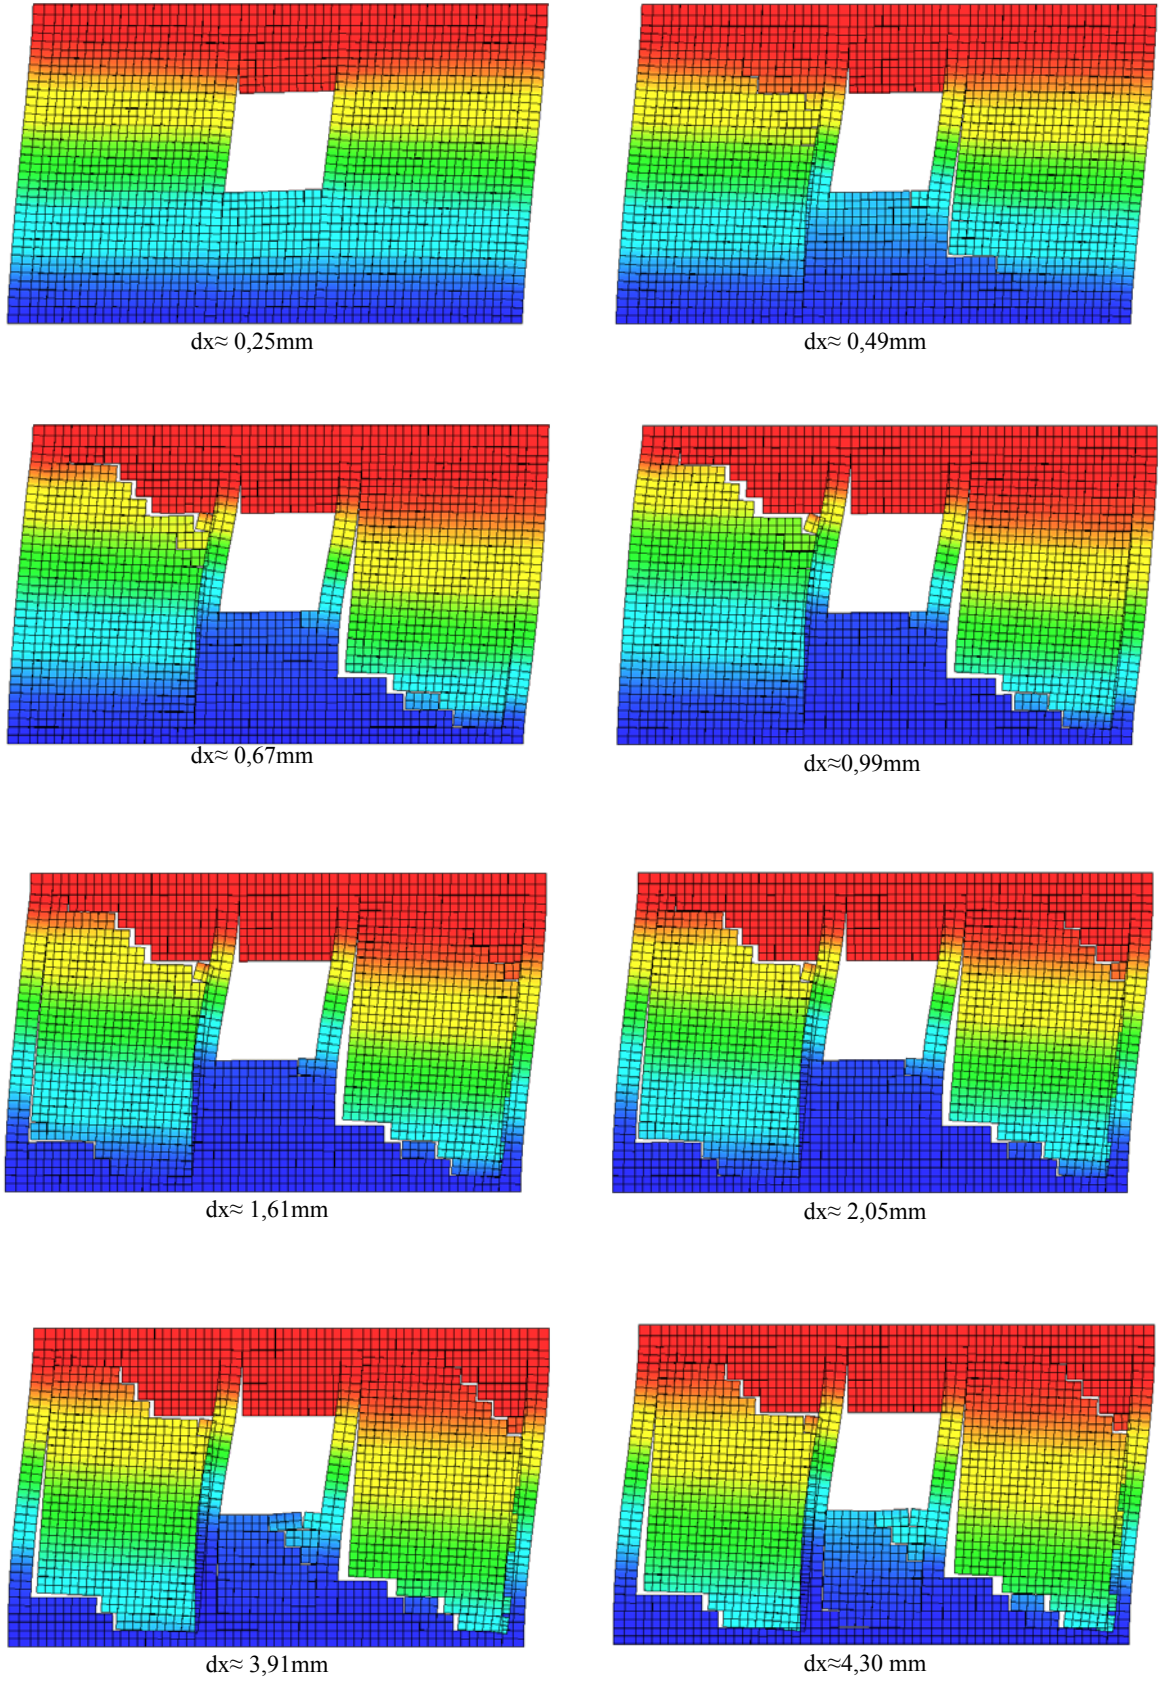 dx≈ 0,25mm
dx≈ 0,49mm
dx≈ 0,67mm
dx≈0,99mm
dx≈ 1,61mm
dx≈ 2,05mm
dx≈ 3,91mm
dx≈4,30 mm